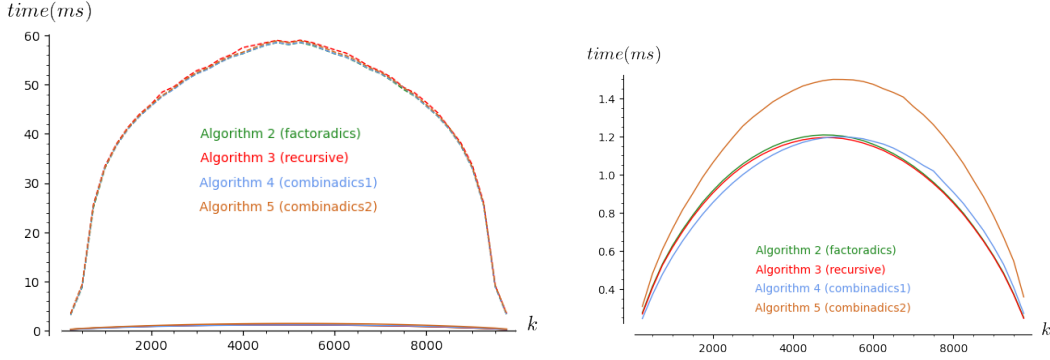 time(ms)
60
50
40
30
20
10
0
Algorithm 2 (factoradics)
Algorithm 3 (recursive)
Algorithm 4 (combinadics1)
Algorithm 5 (combinadics2)
2000 4000 6000 8000
k
time(ms)
1.4
1.2
1.0
0.8
0.6
0.4
Algorithm 2 (factoradics)
Algorithm 3 (recursive)
Algorithm 4 (combinadics1)
Algorithm 5 (combinadics2)
2000 4000 6000 8000
k